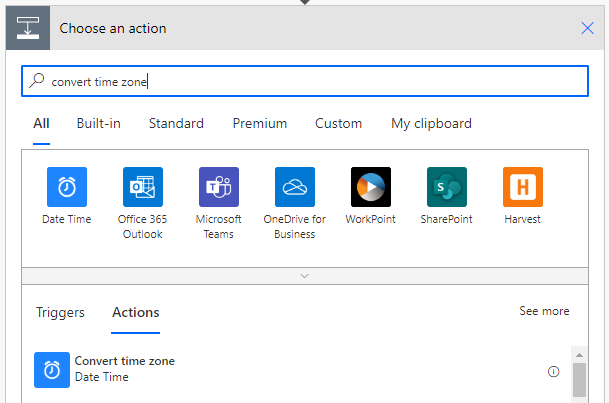 Choose an action
convert time zone
All Built-in Standard Premium Custom My clipboard
Date Time Office 365 Outlook Microsoft Teams OneDrive for Business WorkPoint SharePoint Harvest
Triggers Actions See more
Convert time zone
Date Time